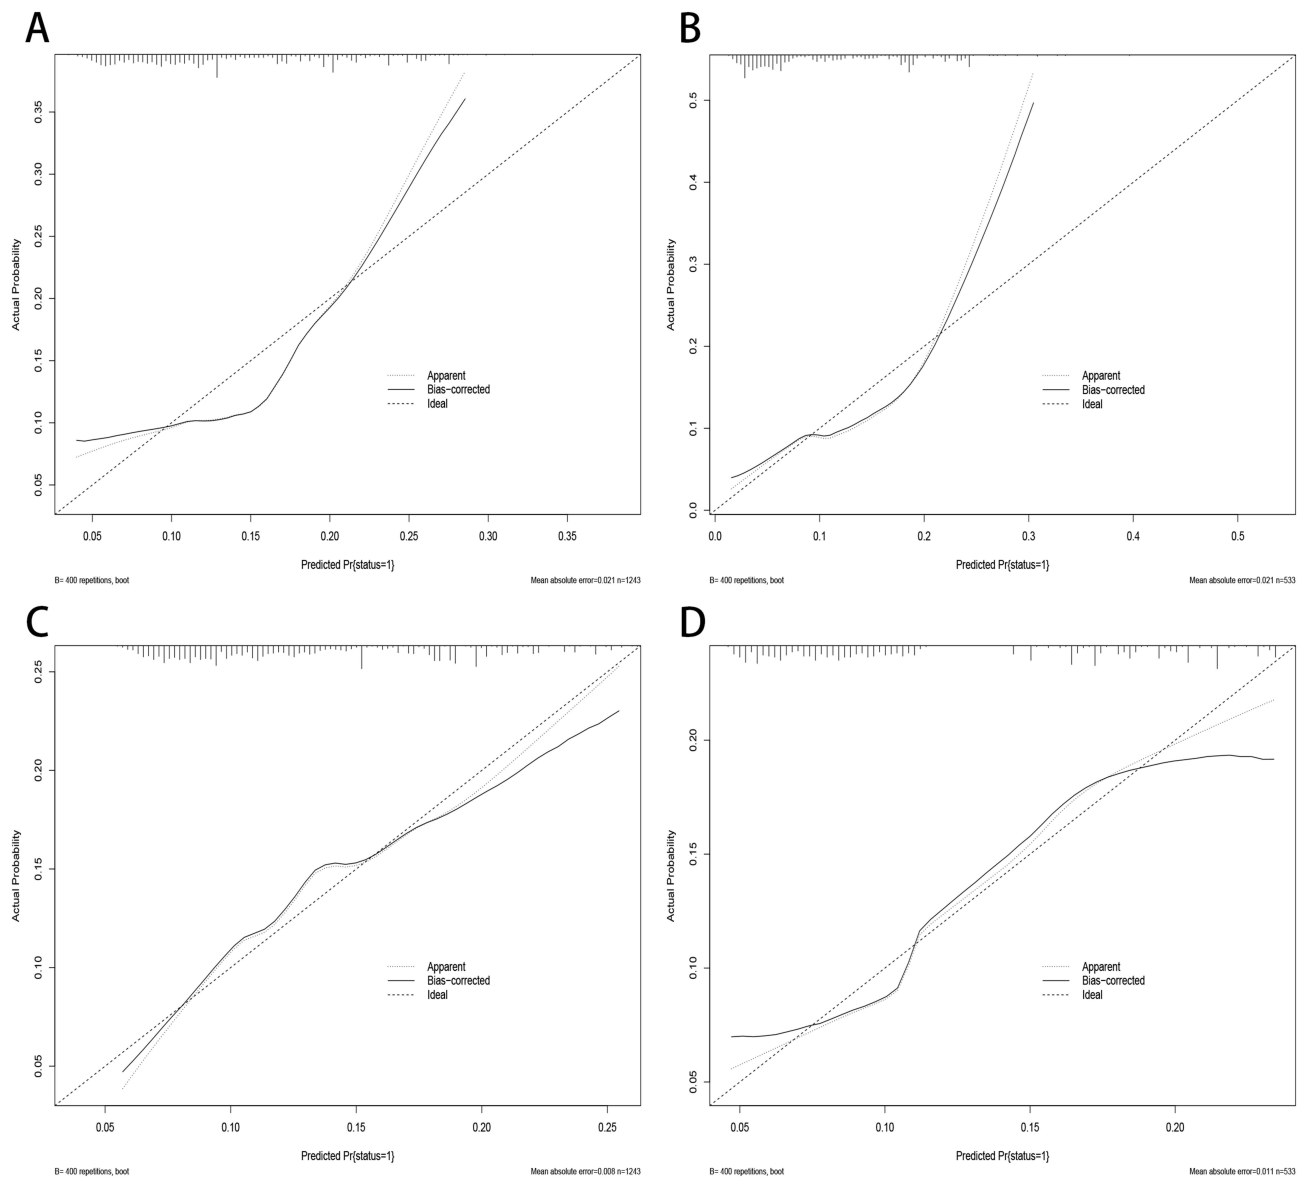 A
Actual Probability
0.35
0.30
0.25
0.20
0.15
0.10
0.05
Apparent
Bias-corrected
Ideal
0.05 0.10 0.15 0.20 0.25 0.30 0.35
Predicted Pr{status=1}
B= 400 repetitions, boot
Mean absolute error=0.021 n=1243
B
Actual Probability
0.5
0.4
0.3
0.2
0.1
0.0
Apparent
Bias-corrected
Ideal
0.0 0.1 0.2 0.3 0.4 0.5
Predicted Pr{status=1}
B= 400 repetitions, boot
Mean absolute error=0.021 n=533
C
Actual Probability
0.25
0.20
0.15
0.10
0.05
Apparent
Bias-corrected
Ideal
0.05 0.10 0.15 0.20 0.25
Predicted Pr{status=1}
B= 400 repetitions, boot
Mean absolute error=0.008 n=1243
D
Actual Probability
0.20
0.15
0.10
0.05
Apparent
Bias-corrected
Ideal
0.05 0.10 0.15 0.20
Predicted Pr{status=1}
B= 400 repetitions, boot
Mean absolute error=0.011 n=533